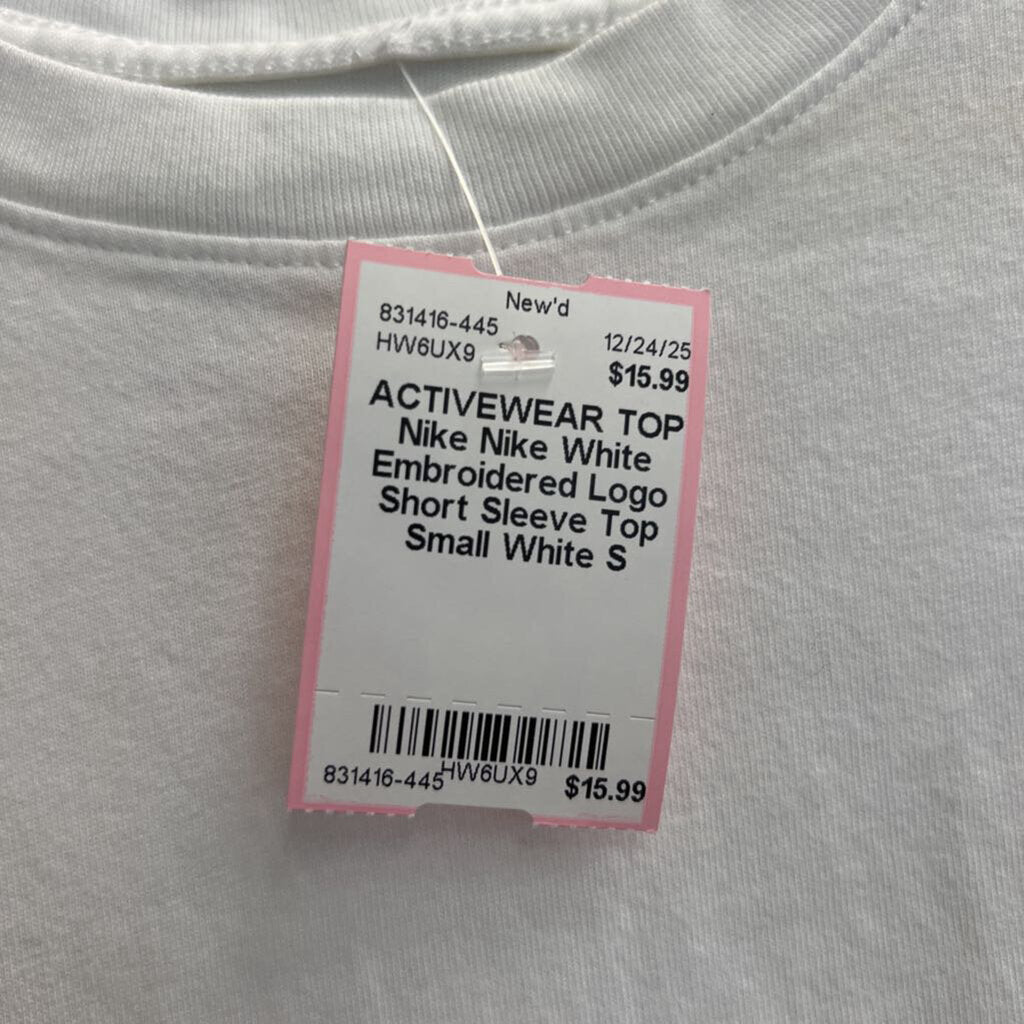 New'd
831416-445
12/24/25
HW6UX9
$15.99
ACTIVEWEAR TOP
Nike Nike White
Embroidered Logo
Short Sleeve Top
Small White S
831416-445
HW6UX9
$15.99